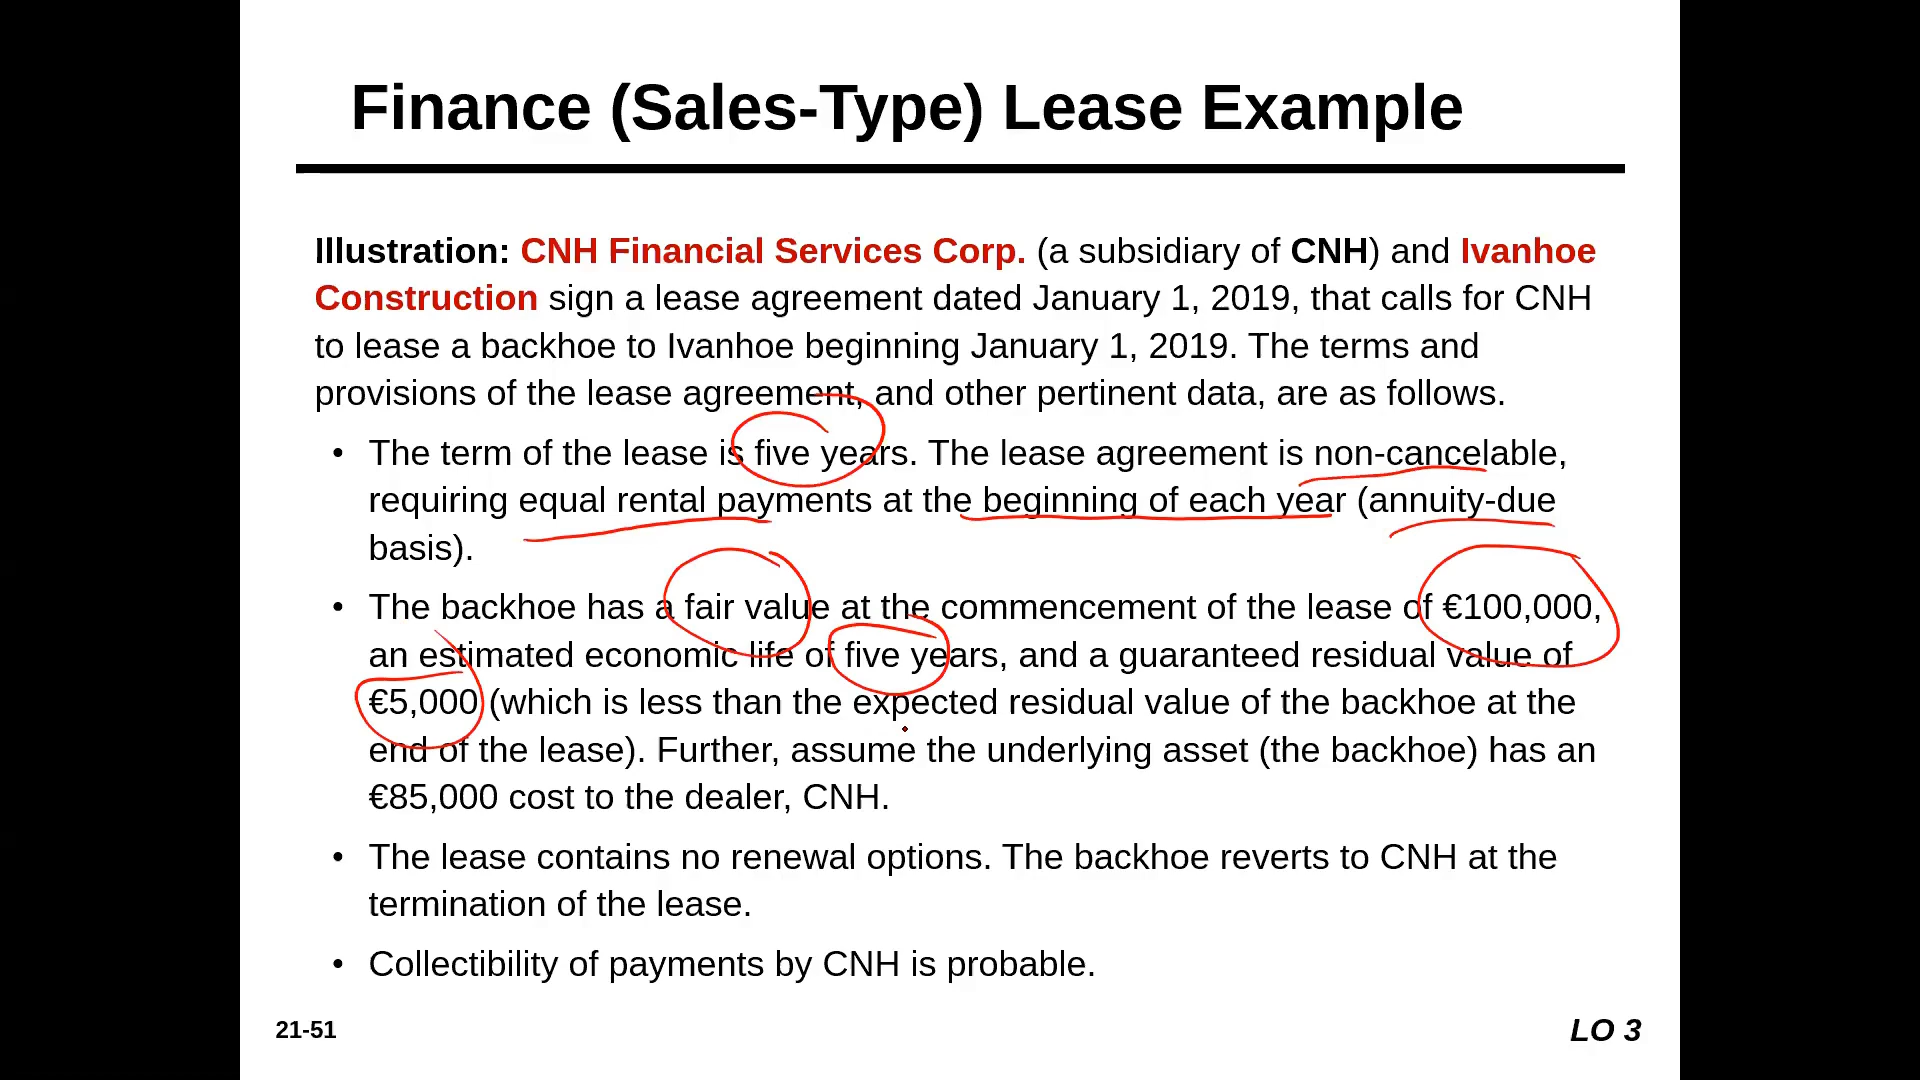 Finance (Sales-Type) Lease Example
Illustration: CNH Financial Services Corp. (a subsidiary of CNH) and Ivanhoe
Construction sign a lease agreement dated January 1, 2019, that calls for CNH
to lease a backhoe to Ivanhoe beginning January 1, 2019. The terms and
provisions of the lease agreement, and other pertinent data, are as follows.
• The term of the lease is five years. The lease agreement is non-cancelable,
requiring equal rental payments at the beginning of each year (annuity-due
basis).
• The backhoe has a fair value at the commencement of the lease of €100,000,
an estimated economic life of five years, and a guaranteed residual value of
€5,000 (which is less than the expected residual value of the backhoe at the
end of the lease). Further, assume the underlying asset (the backhoe) has an
€85,000 cost to the dealer, CNH.
• The lease contains no renewal options. The backhoe reverts to CNH at the
termination of the lease.
• Collectibility of payments by CNH is probable.
21-51
LO 3